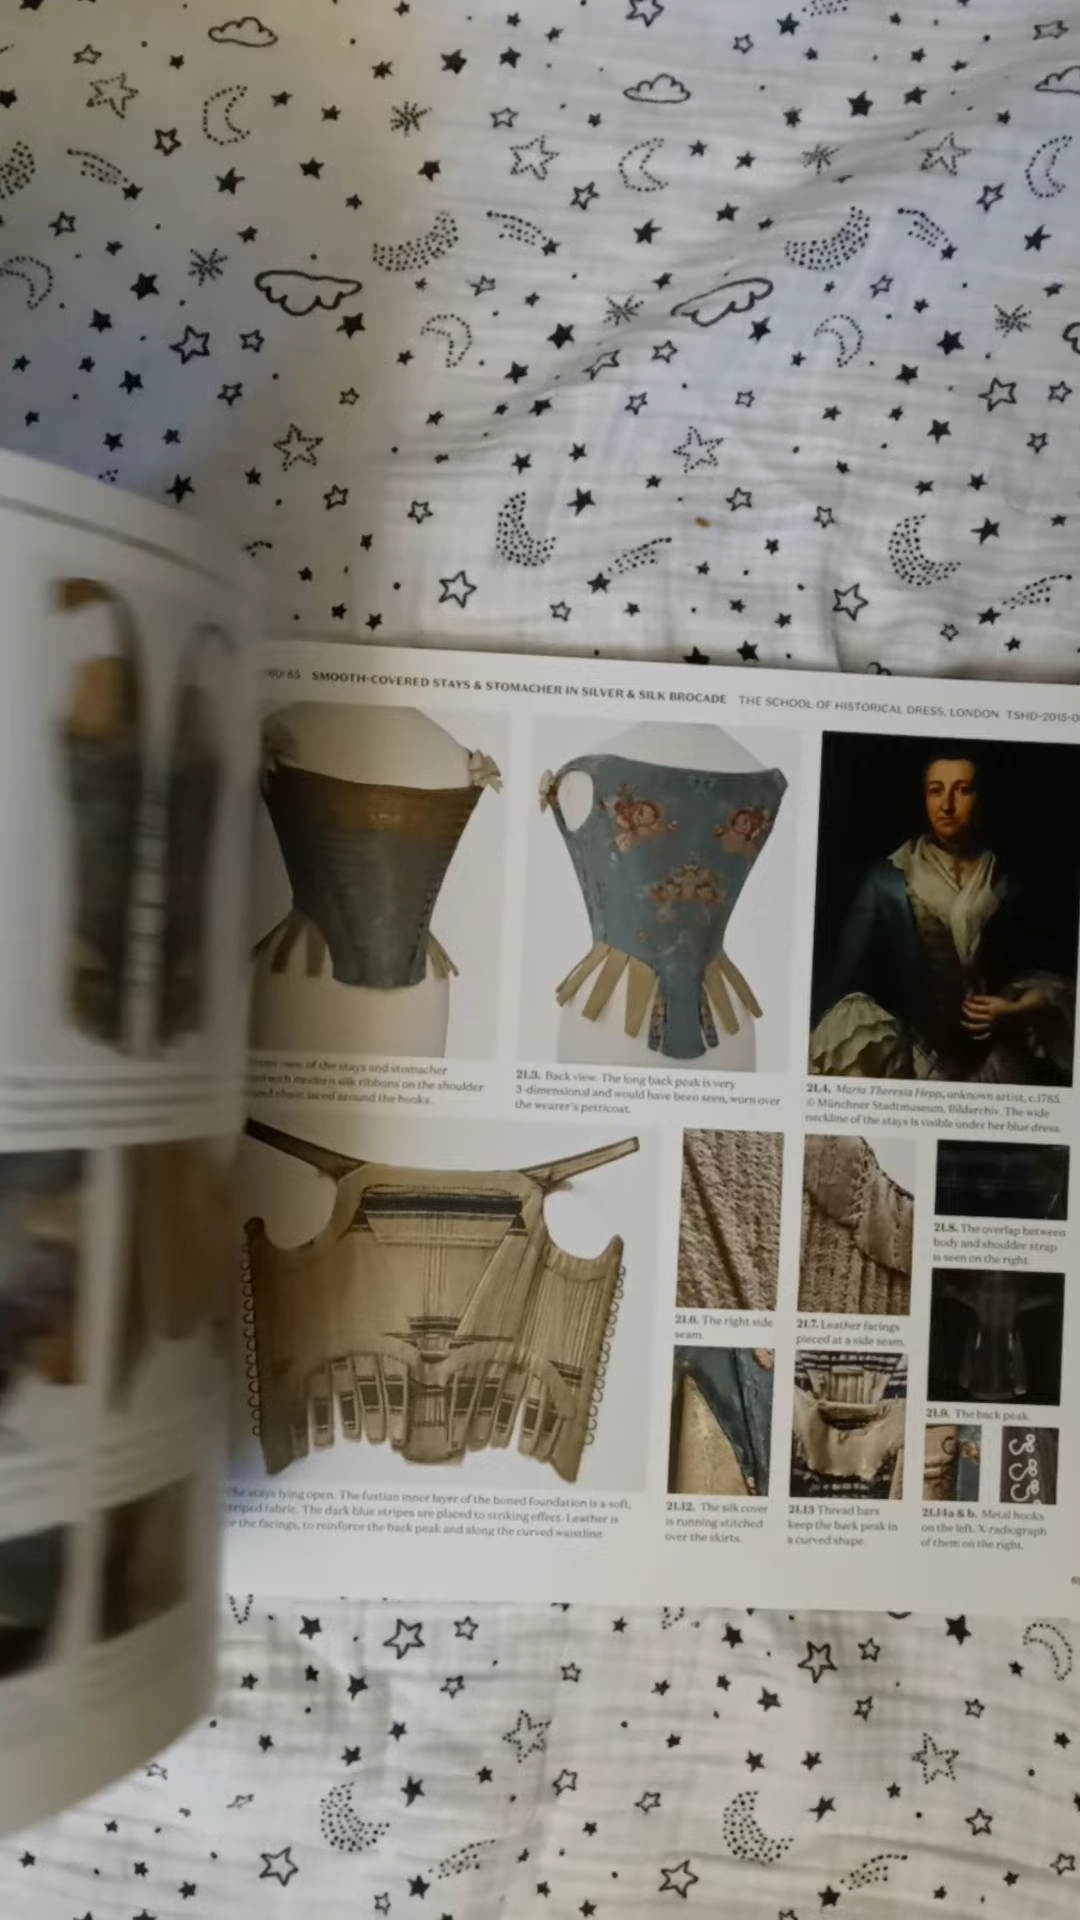 60-65 SMOOTH-COVERED STAYS & STOMACHER IN SILVER & SILK BROCADE THE SCHOOL OF HISTORICAL DRESS, LONDON TSHD-2015-0
view of the stays and stomacher
with modern silk ribbons on the shoulder
and chain laced around the hooks.
21.3. Back view. The long back peak is very
3-dimensional and would have been seen, worn over
the wearer's petticoat.
21.4. Maria Theresia Hepp, unknown artist, c.1765.
© Münchner Stadtmuseum, Bildarchiv. The wide
neckline of the stays is visible under her blue dress.
The stays lying open. The fustian inner layer of the boned foundation is a soft,
striped fabric. The dark blue stripes are placed to striking effect. Leather is
the facings, to reinforce the back peak and along the curved waistline.
21.6. The right side
seam.
21.7. Leather facings
pieced at a side seam.
21.8. The overlap between
body and shoulder strap
is seen on the right.
21.9. The back peak.
21.12. The silk cover
is running stitched
over the skirts.
21.13 Thread bars
keep the back peak in
a curved shape.
21.14a & b. Metal hooks
on the left. X-radiograph
of them on the right.